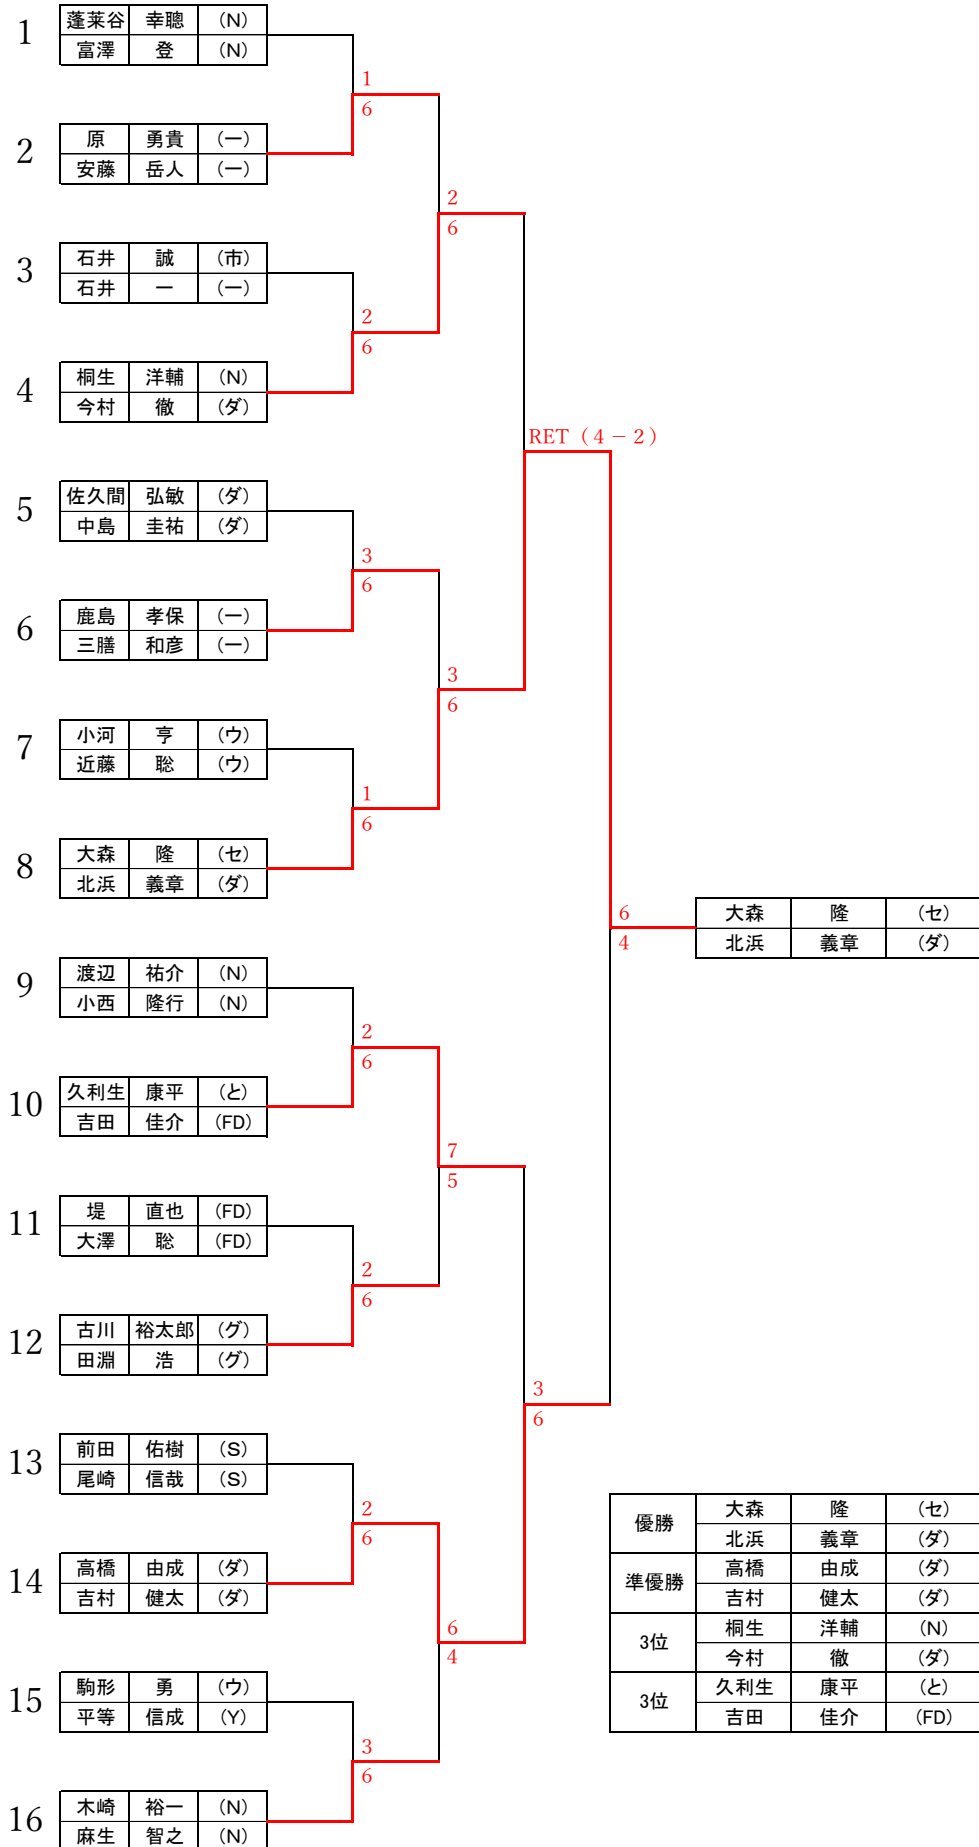 1 蓬莱谷 幸聰 (N)
富澤 登 (N)
1
6
2 原 勇貴 (一)
安藤 岳人 (一)
2
6
3 石井 誠 (市)
石井 一 (一)
2
6
4 桐生 洋輔 (N)
今村 徹 (ダ)
RET（4－2）
5 佐久間 弘敏 (ダ)
中島 圭祐 (ダ)
3
6
6 鹿島 孝保 (一)
三膳 和彦 (一)
3
6
7 小河 亨 (ウ)
近藤 聡 (ウ)
1
6
8 大森 隆 (セ)
北浜 義章 (ダ)
6 大森 隆 (セ)
4 北浜 義章 (ダ)
9 渡辺 祐介 (N)
小西 隆行 (N)
2
6
10 久利生 康平 (と)
吉田 佳介 (FD)
7
5
11 堤 直也 (FD)
大澤 聡 (FD)
2
6
12 古川 裕太郎 (グ)
田淵 浩 (グ)
3
6
13 前田 佑樹 (S)
尾崎 信哉 (S)
2
6
14 高橋 由成 (ダ)
吉村 健太 (ダ)
6
4
15 駒形 勇 (ウ)
平等 信成 (Y)
3
6
16 木崎 裕一 (N)
麻生 智之 (N)
優勝 大森 隆 (セ)
北浜 義章 (ダ)
準優勝 高橋 由成 (ダ)
吉村 健太 (ダ)
3位 桐生 洋輔 (N)
今村 徹 (ダ)
3位 久利生 康平 (と)
吉田 佳介 (FD)